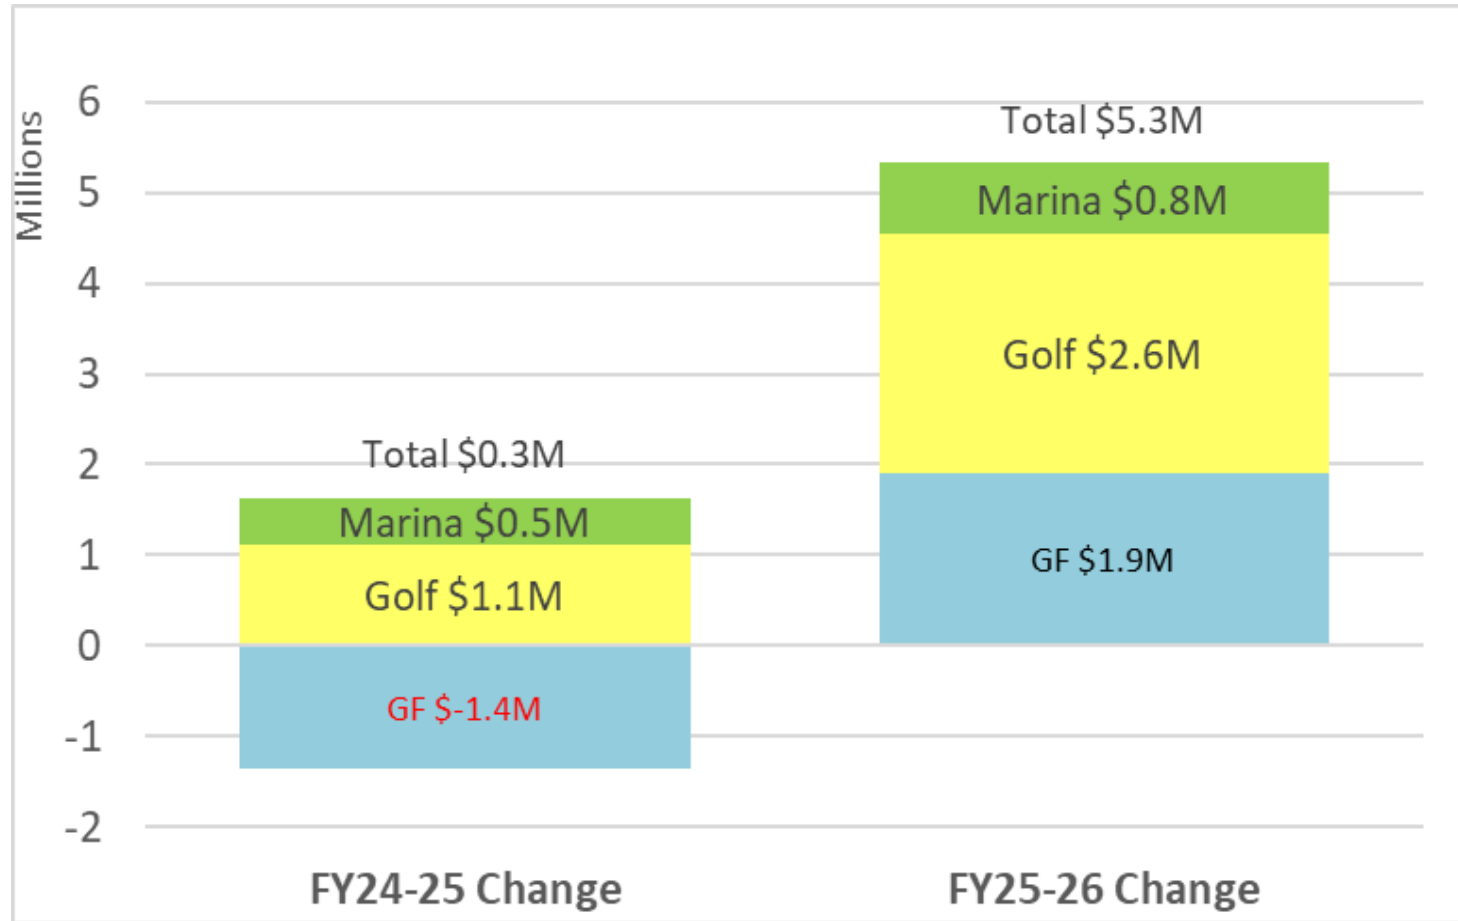 Millions
6
5
4
3
2
1
0
-1
-2
Total $0.3M
Marina $0.5M
Golf $1.1M
GF $-1.4M
Total $5.3M
Marina $0.8M
Golf $2.6M
GF $1.9M
FY24-25 Change
FY25-26 Change